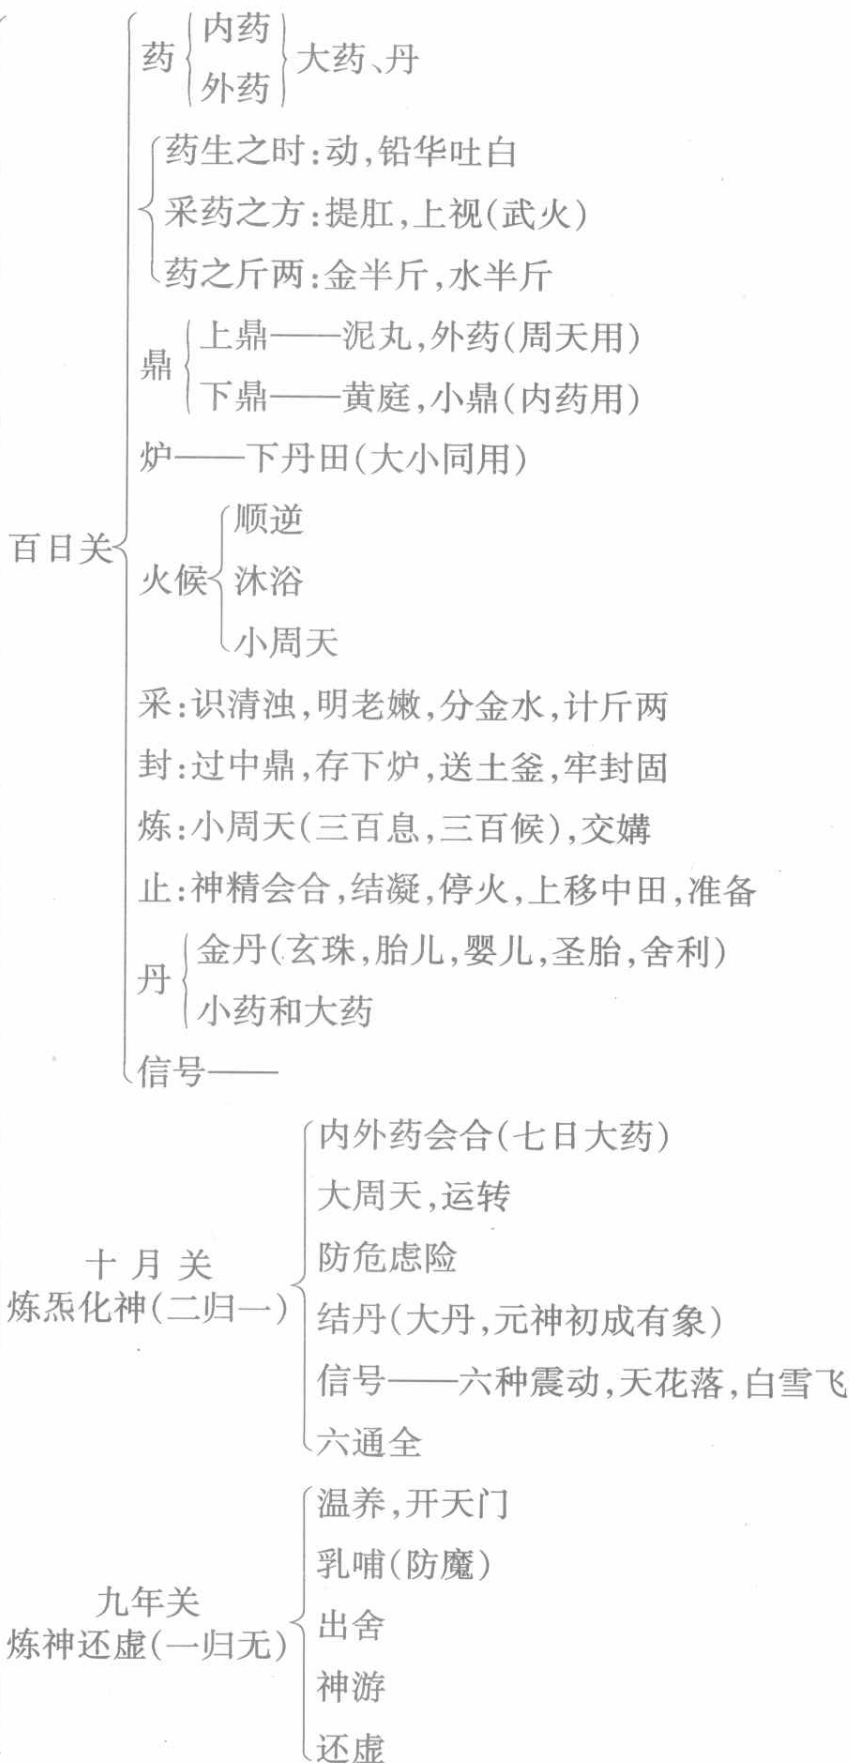 药
内药
外药
大药、丹
药生之时:动,铅华吐白
采药之方:提肛,上视(武火)
药之斤两:金半斤,水半斤
鼎
上鼎——泥丸,外药(周天用)
下鼎——黄庭,小鼎(内药用)
炉——下丹田(大小同用)
百日关
火候
顺逆
沐浴
小周天
采:识清浊,明老嫩,分金水,计斤两
封:过中鼎,存下炉,送土釜,牢封固
炼:小周天(三百息,三百候),交媾
止:神精会合,结凝,停火,上移中田,准备
丹
金丹(玄珠,胎儿,婴儿,圣胎,舍利)
小药和大药
信号——
十月关
炼炁化神(二归一)
内外药会合(七日大药)
大周天,运转
防危虑险
结丹(大丹,元神初成有象)
信号——六种震动,天花落,白雪飞
六通全
九年关
炼神还虚(一归无)
温养,开天门
乳哺(防魔)
出舍
神游
还虚